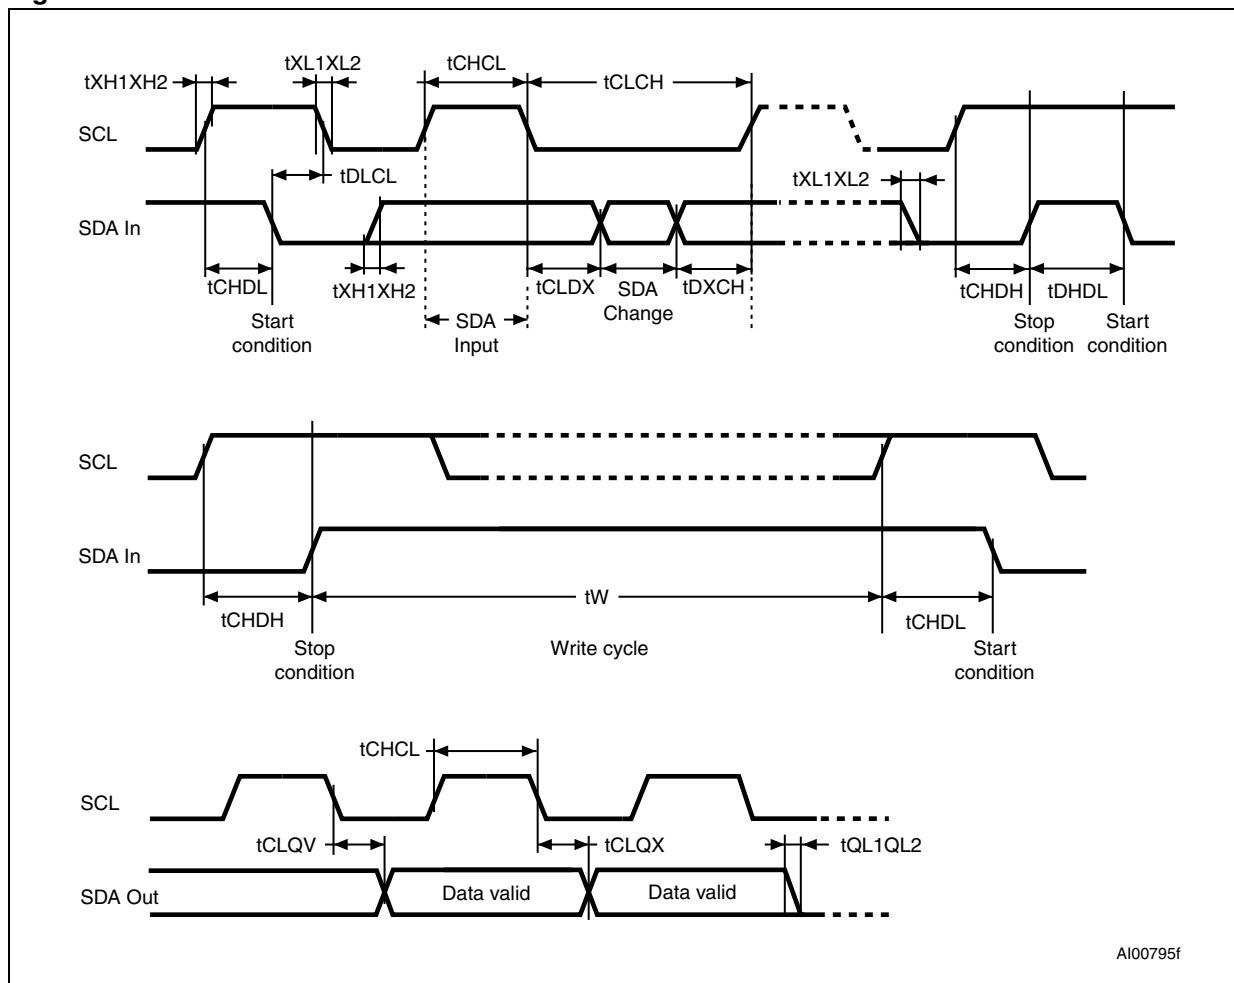 tXH1XH2
tXL1XL2
tCHCL
tCLCH
SCL
tDLCL
tXL1XL2
SDA In
tCHDL
tXH1XH2
tCLDX
SDA
Change
tDXCH
tCHDH
tDHDL
Start
condition
SDA
Input
Stop
condition
Start
condition
SCL
SDA In
tCHDH
tW
tCHDL
Stop
condition
Write cycle
Start
condition
tCHCL
SCL
tCLQV
tCLQX
tQL1QL2
SDA Out
Data valid
Data valid
AI00795f